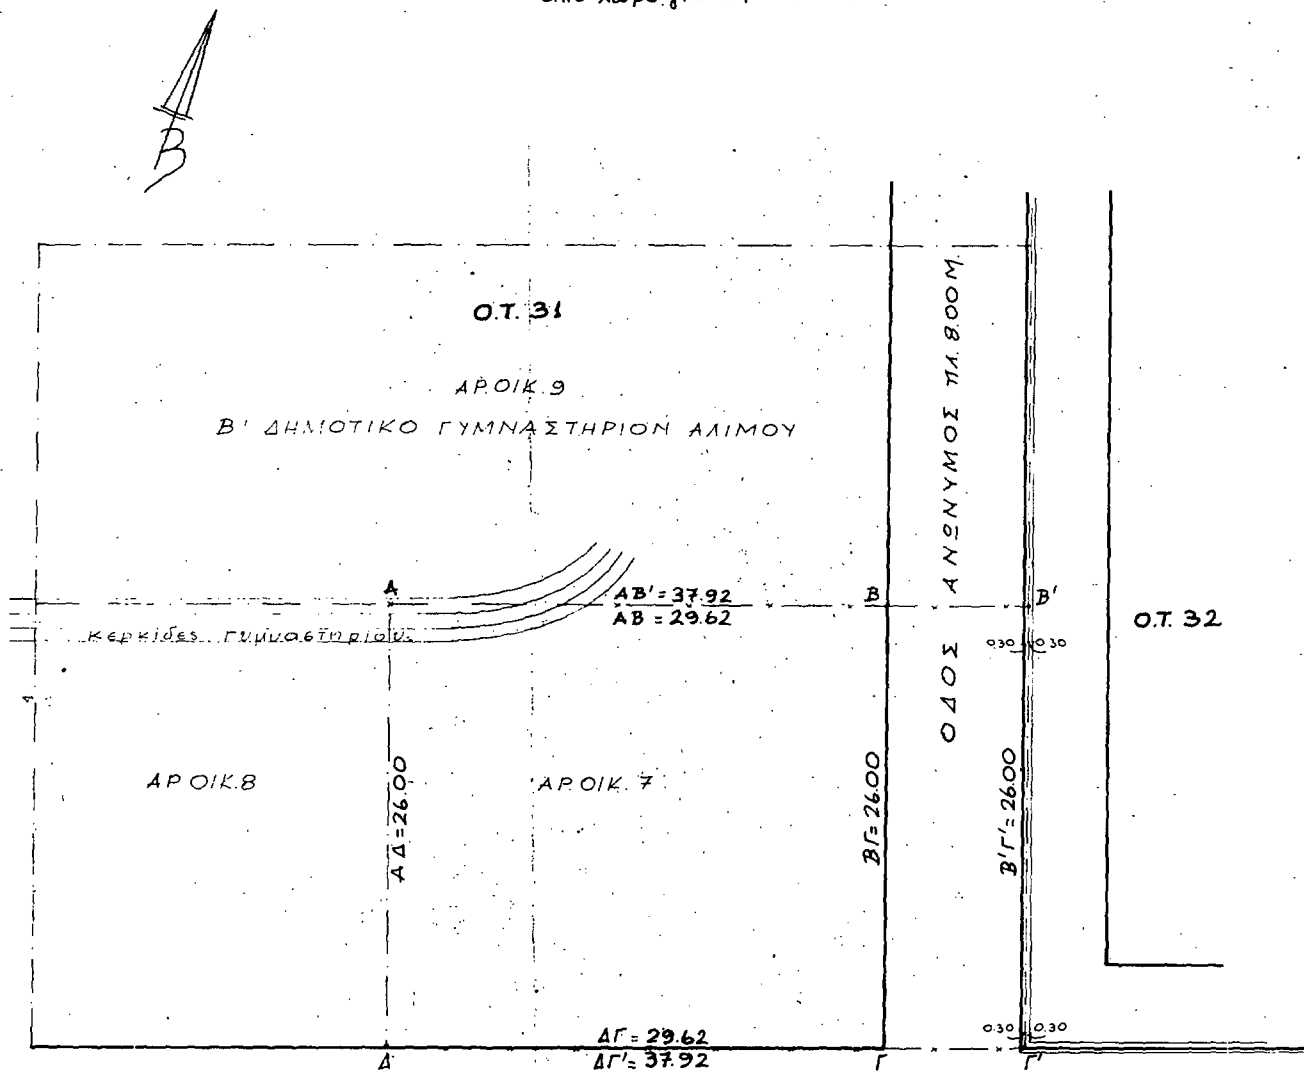 Β
Ο.Τ. 31
ΑΡ.ΟΙΚ.9
Β' ΔΗΜΟΤΙΚΟ ΓΥΜΝΑΣΤΗΡΙΟΝ ΑΛΙΜΟΥ
ΟΔΟΣ ΑΝΩΝΥΜΟΣ ΠΛ. 8.00Μ.
Α
ΑΒ' = 37.92
ΑΒ = 29.62
Β
Β'
Ο.Τ. 32
κερκίδες γυμναστηρίου.
0.30 0.30
ΑΡ ΟΙΚ.8
ΑΔ = 26.00
ΑΡ.ΟΙΚ. 7
ΒΓ = 26.00
Β'Γ' = 26.00
0.30 0.30
ΔΓ = 29.62
ΔΓ' = 37.92
Δ
Γ
Γ'